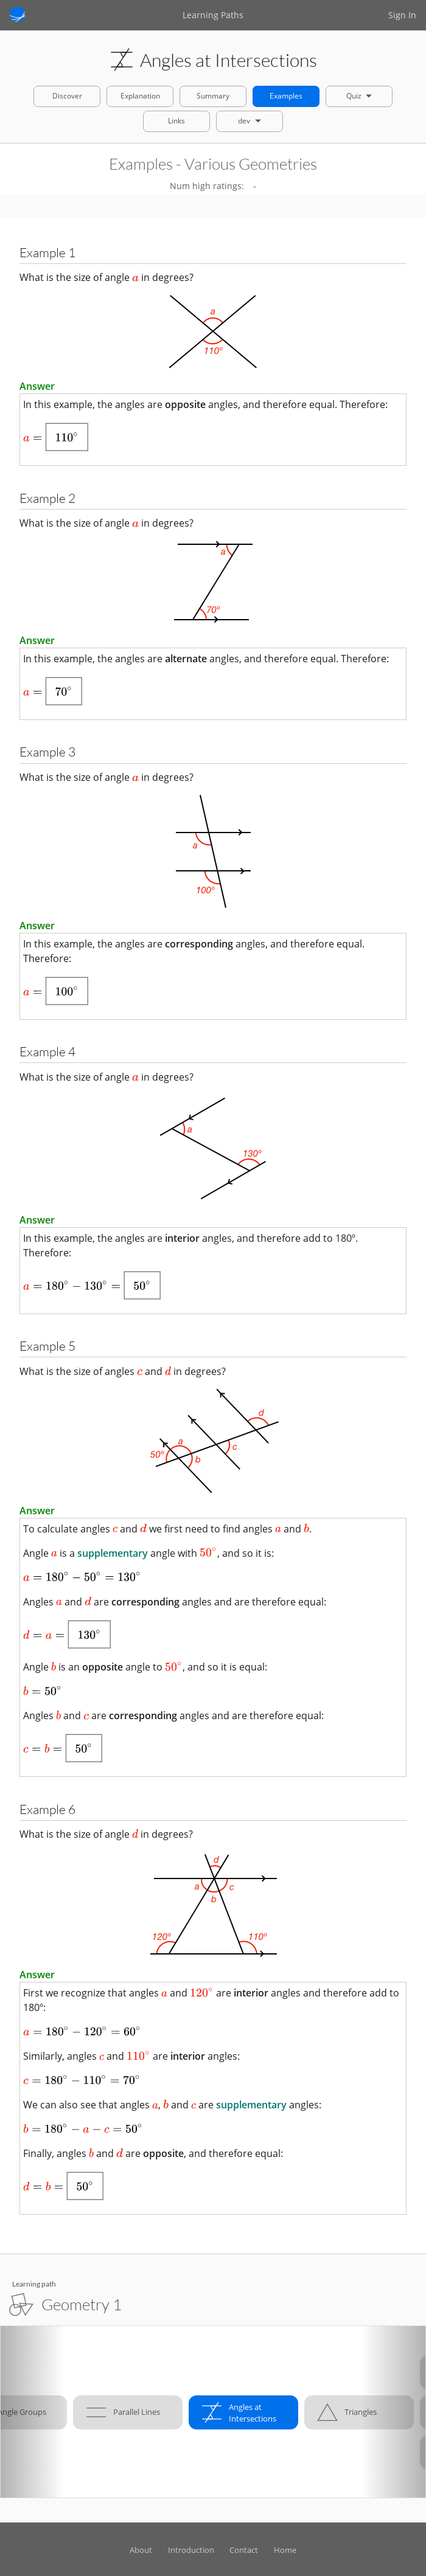 Learning Paths
Sign In
Angles at Intersections
Discover
Explanation
Summary
Examples
Quiz
Links
dev
Examples - Various Geometries
Num high ratings: -
Example 1
What is the size of angle a in degrees?
a
110º
Answer
In this example, the angles are opposite angles, and therefore equal. Therefore:
a = 110°
Example 2
What is the size of angle a in degrees?
a
70º
Answer
In this example, the angles are alternate angles, and therefore equal. Therefore:
a = 70°
Example 3
What is the size of angle a in degrees?
a
100º
Answer
In this example, the angles are corresponding angles, and therefore equal.
Therefore:
a = 100°
Example 4
What is the size of angle a in degrees?
a
130º
Answer
In this example, the angles are interior angles, and therefore add to 180º.
Therefore:
a = 180° − 130° = 50°
Example 5
What is the size of angles c and d in degrees?
d
a
c
50º
b
Answer
To calculate angles c and d we first need to find angles a and b.
Angle a is a supplementary angle with 50°, and so it is:
a = 180° − 50° = 130°
Angles a and d are corresponding angles and are therefore equal:
d = a = 130°
Angle b is an opposite angle to 50°, and so it is equal:
b = 50°
Angles b and c are corresponding angles and are therefore equal:
c = b = 50°
Example 6
What is the size of angle d in degrees?
d
a
c
b
120º
110º
Answer
First we recognize that angles a and 120° are interior angles and therefore add to
180º:
a = 180° − 120° = 60°
Similarly, angles c and 110° are interior angles:
c = 180° − 110° = 70°
We can also see that angles a, b and c are supplementary angles:
b = 180° − a − c = 50°
Finally, angles b and d are opposite, and therefore equal:
d = b = 50°
Learning path
Geometry 1
Angle Groups
Parallel Lines
Angles at
Intersections
Triangles
About
Introduction
Contact
Home